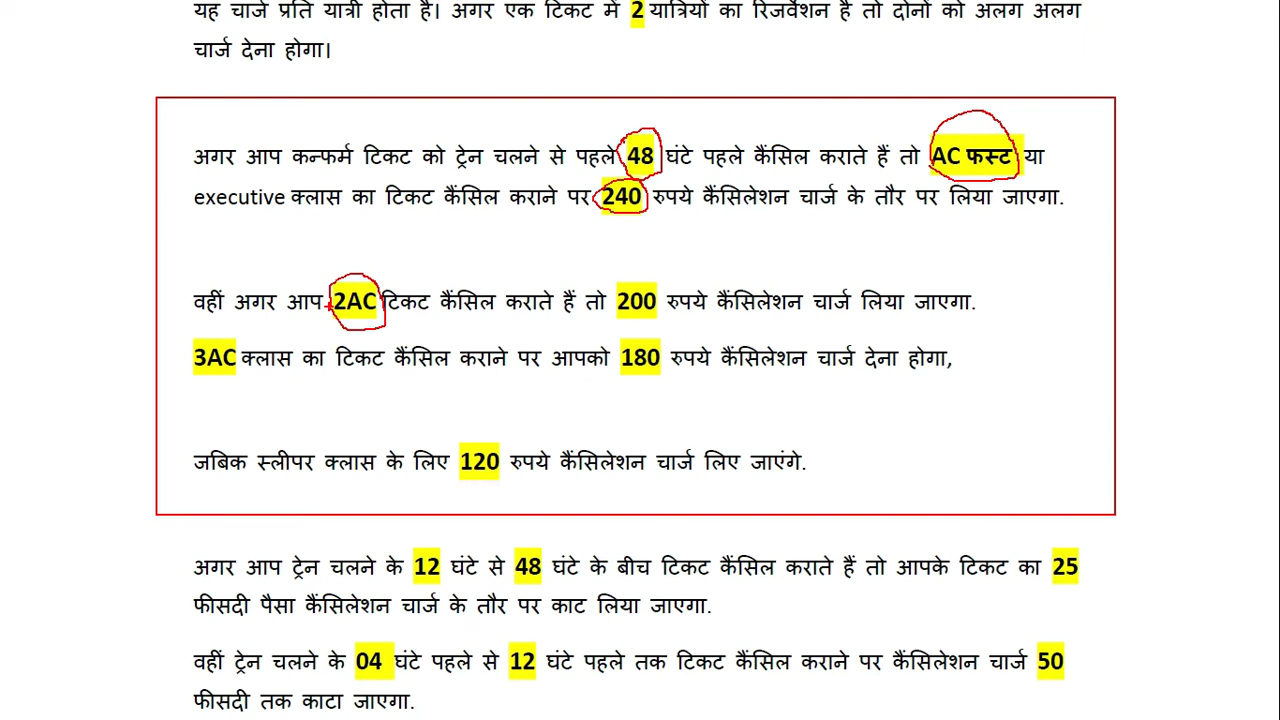 यह चार्ज प्रति यात्री होता है। अगर एक टिकट में 2 यात्रियों का रिजर्वेशन है तो दोनों को अलग अलग
चार्ज देना होगा।
अगर आप कन्फर्म टिकट को ट्रेन चलने से पहले 48 घंटे पहले कैंसिल कराते हैं तो AC फस्ट या
executive क्लास का टिकट कैंसिल कराने पर 240 रुपये कैंसिलेशन चार्ज के तौर पर लिया जाएगा.
वहीं अगर आप 2AC टिकट कैंसिल कराते हैं तो 200 रुपये कैंसिलेशन चार्ज लिया जाएगा.
3AC क्लास का टिकट कैंसिल कराने पर आपको 180 रुपये कैंसिलेशन चार्ज देना होगा,
जबकि स्लीपर क्लास के लिए 120 रुपये कैंसिलेशन चार्ज लिए जाएंगे.
अगर आप ट्रेन चलने के 12 घंटे से 48 घंटे के बीच टिकट कैंसिल कराते हैं तो आपके टिकट का 25
फीसदी पैसा कैंसिलेशन चार्ज के तौर पर काट लिया जाएगा.
वहीं ट्रेन चलने के 04 घंटे पहले से 12 घंटे पहले तक टिकट कैंसिल कराने पर कैंसिलेशन चार्ज 50
फीसदी तक काटा जाएगा.